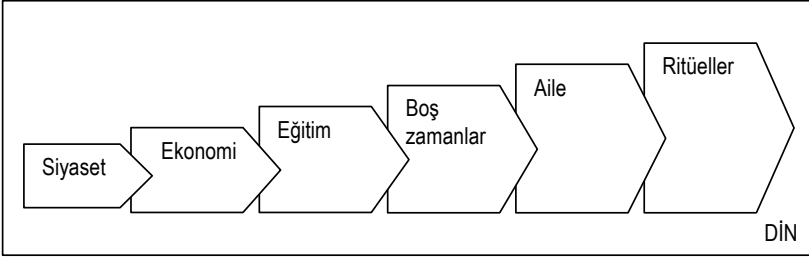 Siyaset
Ekonomi
Eğitim
Boş
zamanlar
Aile
Ritüeller
DİN